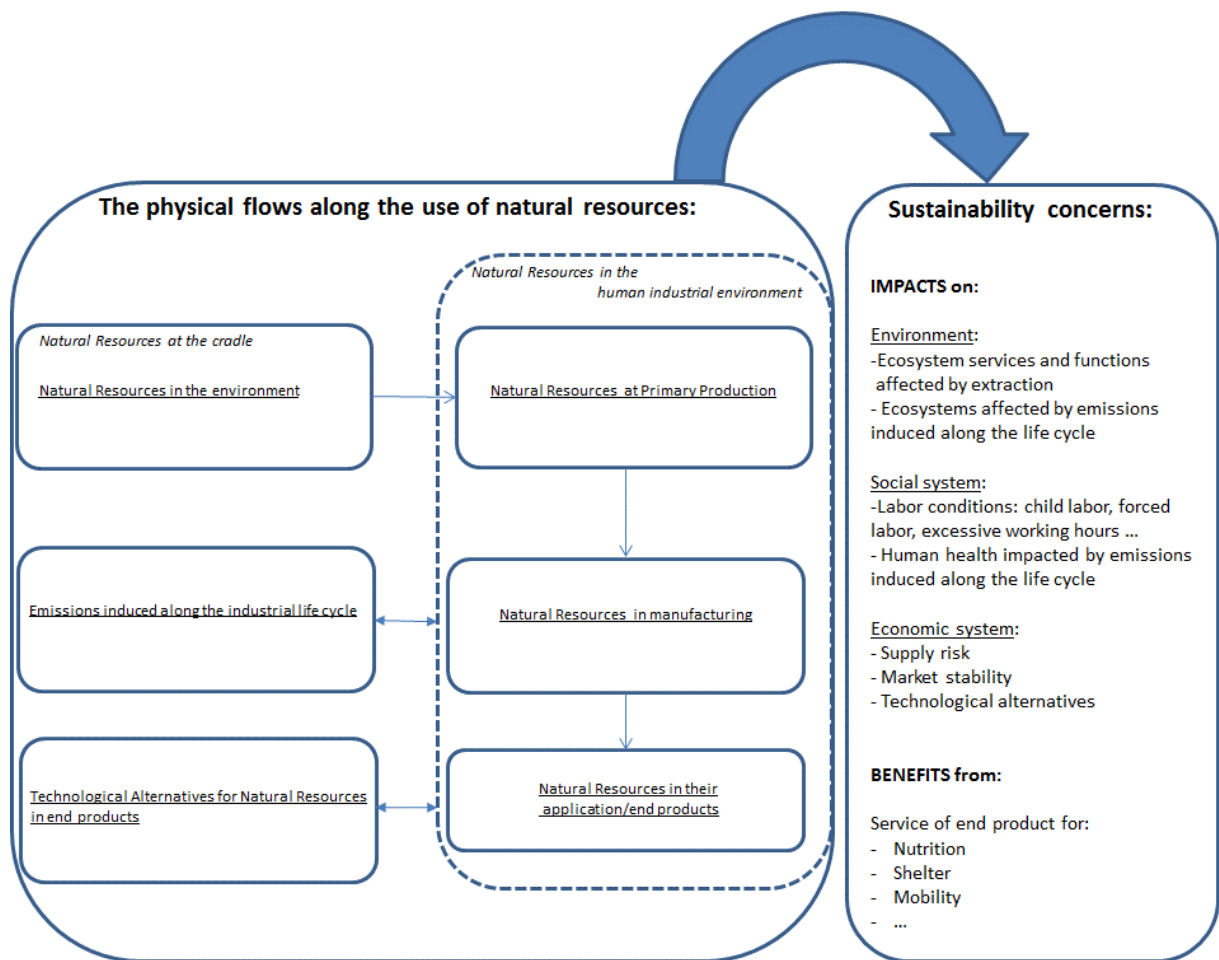 The physical flows along the use of natural resources:
Natural Resources in the
human industrial environment
Natural Resources at the cradle
Natural Resources in the environment
Natural Resources at Primary Production
Emissions induced along the industrial life cycle
Natural Resources in manufacturing
Technological Alternatives for Natural Resources
in end products
Natural Resources in their
application/end products
Sustainability concerns:
IMPACTS on:
Environment:
-Ecosystem services and functions
affected by extraction
- Ecosystems affected by emissions
induced along the life cycle
Social system:
-Labor conditions: child labor, forced
labor, excessive working hours ...
- Human health impacted by emissions
induced along the life cycle
Economic system:
- Supply risk
- Market stability
- Technological alternatives
BENEFITS from:
Service of end product for:
- Nutrition
- Shelter
- Mobility
- ...